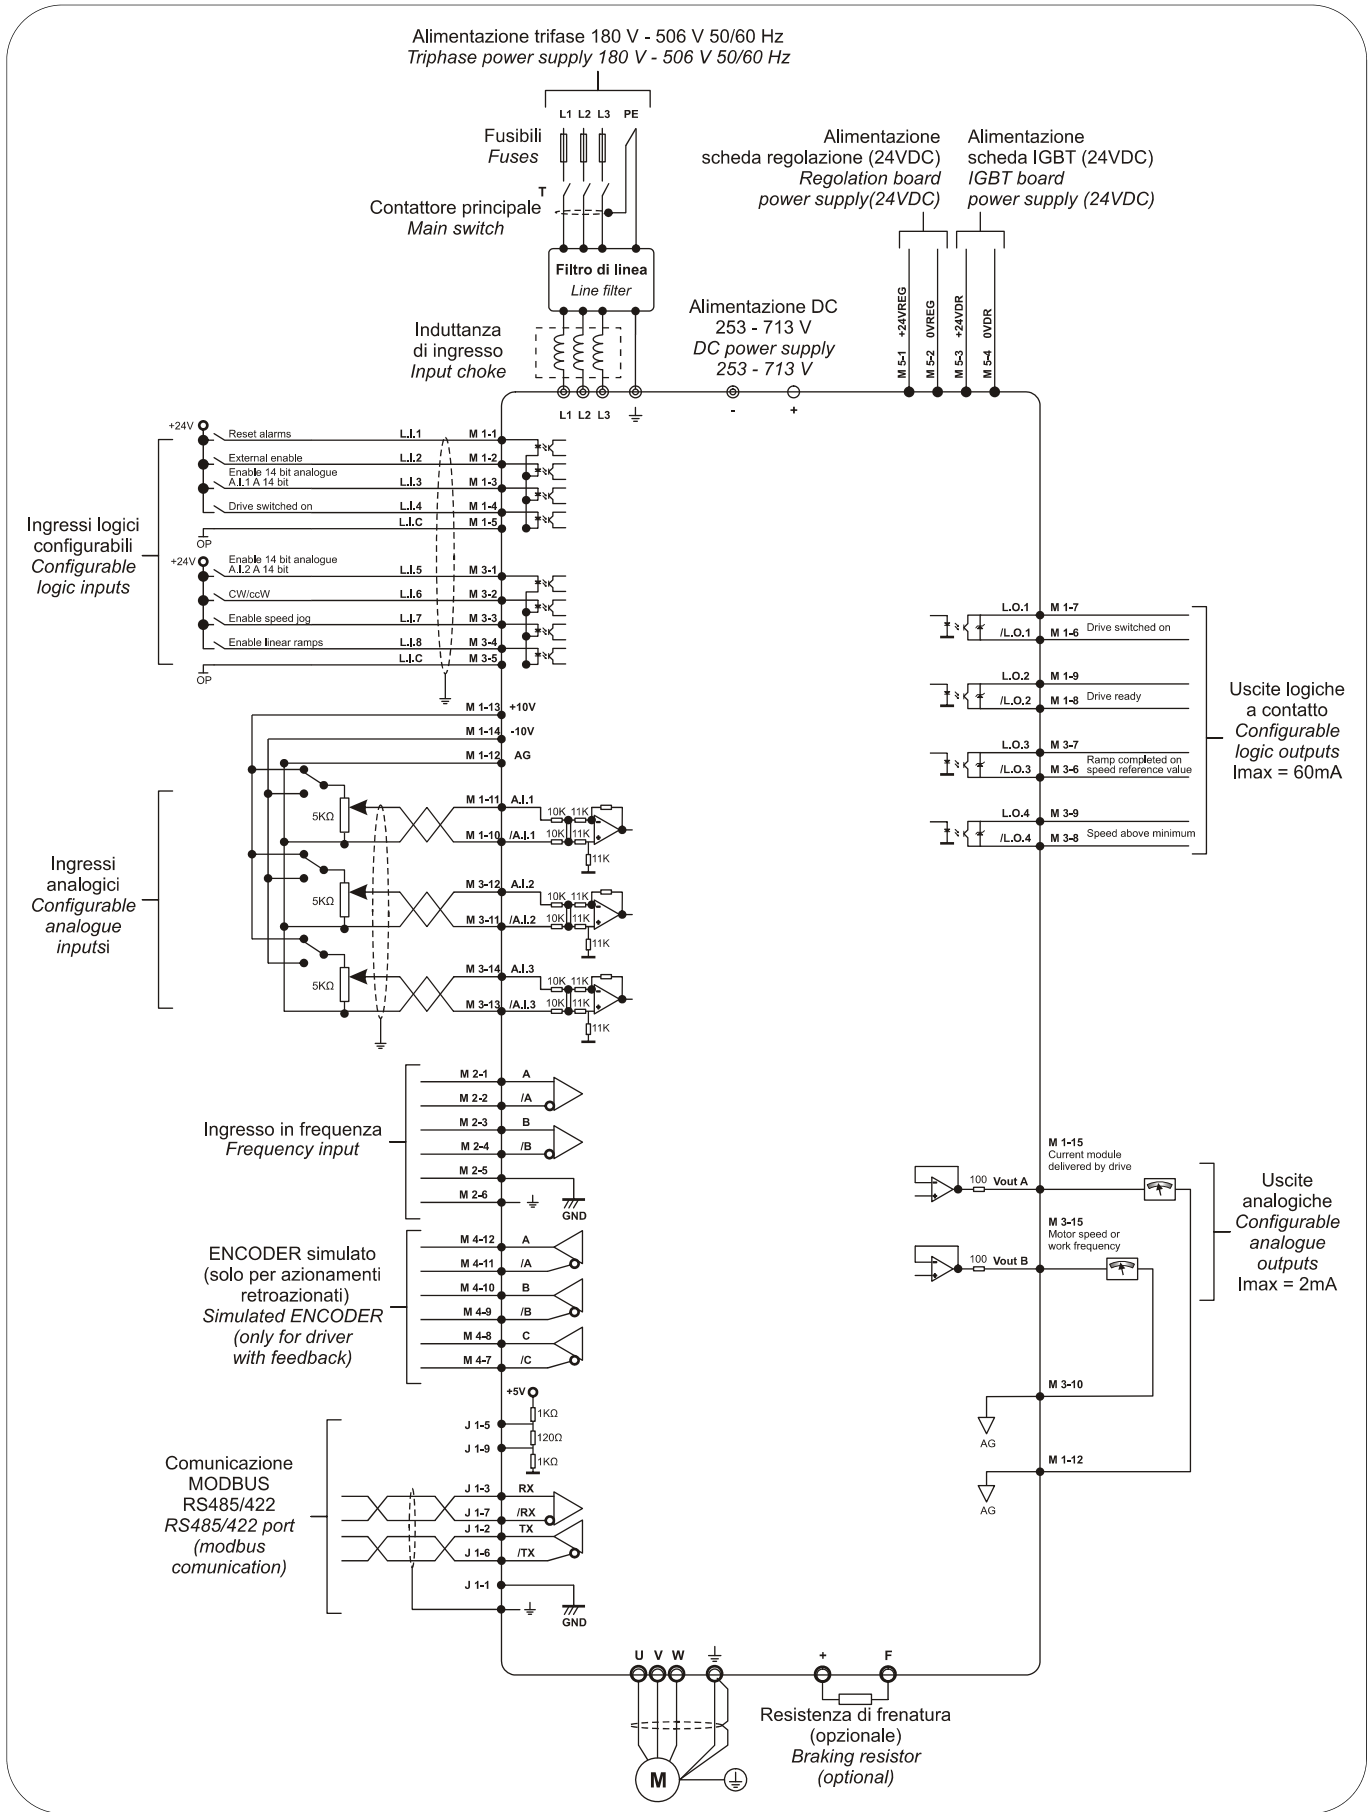 Alimentazione trifase 180 V - 506 V 50/60 Hz
Triphase power supply 180 V - 506 V 50/60 Hz
L1 L2 L3 PE
Fusibili
Fuses
T
Contattore principale
Main switch
Filtro di linea
Line filter
Induttanza
di ingresso
Input choke
L1 L2 L3
Alimentazione DC
253 - 713 V
DC power supply
253 - 713 V
- +
Alimentazione
scheda regolazione (24VDC)
Regolation board
power supply(24VDC)
Alimentazione
scheda IGBT (24VDC)
IGBT board
power supply (24VDC)
M 5-1 +24VREG
M 5-2 0VREG
M 5-3 +24VDR
M 5-4 0VDR
Ingressi logici
configurabili
Configurable
logic inputs
+24V
Reset alarms L.I.1 M 1-1
External enable L.I.2 M 1-2
Enable 14 bit analogue
A.I.1 A 14 bit L.I.3 M 1-3
Drive switched on L.I.4 M 1-4
L.I.C M 1-5
OP
+24V
Enable 14 bit analogue
A.I.2 A 14 bit L.I.5 M 3-1
CW/ccW L.I.6 M 3-2
Enable speed jog L.I.7 M 3-3
Enable linear ramps L.I.8 M 3-4
L.I.C M 3-5
OP
L.O.1 M 1-7
Drive switched on
/L.O.1 M 1-6
L.O.2 M 1-9
Drive ready
/L.O.2 M 1-8
L.O.3 M 3-7
Ramp completed on
speed reference value
/L.O.3 M 3-6
L.O.4 M 3-9
Speed above minimum
/L.O.4 M 3-8
Uscite logiche
a contatto
Configurable
logic outputs
Imax = 60mA
Ingressi
analogici
Configurable
analogue
inputsi
M 1-13 +10V
M 1-14 -10V
M 1-12 AG
5KΩ
M 1-11 A.I.1
10K 11K
M 1-10 /A.I.1
10K 11K
11K
5KΩ
M 3-12 A.I.2
10K 11K
M 3-11 /A.I.2
10K 11K
11K
5KΩ
M 3-14 A.I.3
10K 11K
M 3-13 /A.I.3
10K 11K
11K
Ingresso in frequenza
Frequency input
M 2-1 A
M 2-2 /A
M 2-3 B
M 2-4 /B
M 2-5
M 2-6
GND
ENCODER simulato
(solo per azionamenti
retroazionati)
Simulated ENCODER
(only for driver
with feedback)
M 4-12 A
M 4-11 /A
M 4-10 B
M 4-9 /B
M 4-8 C
M 4-7 /C
M 1-15
Current module
delivered by drive
100 Vout A
M 3-15
Motor speed or
work frequency
100 Vout B
M 3-10
AG
M 1-12
AG
Uscite
analogiche
Configurable
analogue
outputs
Imax = 2mA
Comunicazione
MODBUS
RS485/422
RS485/422 port
(modbus
comunication)
+5V
1KΩ
J 1-5
120Ω
J 1-9
1KΩ
J 1-3 RX
J 1-7 /RX
J 1-2 TX
J 1-6 /TX
J 1-1
GND
U V W
+ F
M
Resistenza di frenatura
(opzionale)
Braking resistor
(optional)